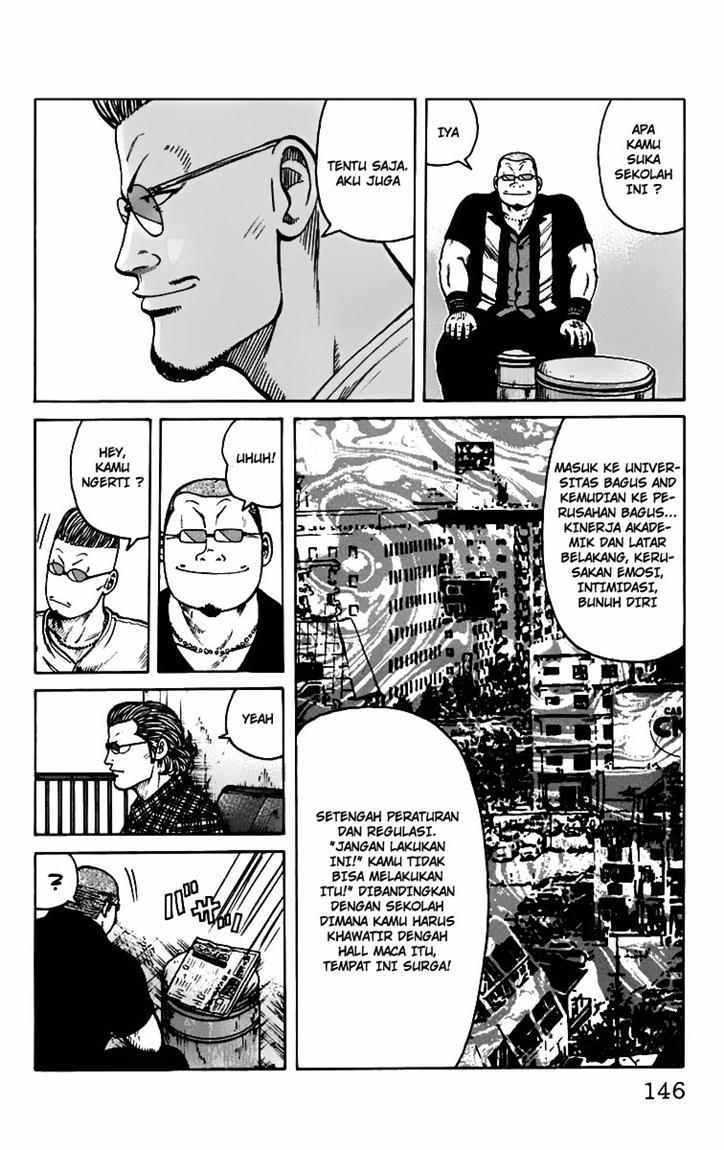 APA
KAMU
SUKA
SEKOLAH
INI ?
IYA
TENTU SAJA.
AKU JUGA
MASUK KE UNIVER-
SITAS BAGUS AND
KEMUDIAN KE PE-
RUSAHAN BAGUS...
KINERJA AKADE-
MIK DAN LATAR
BELAKANG, KERU-
SAKAN EMOSI,
INTIMIDASI,
BUNUH DIRI
SETENGAH PERATURAN
DAN REGULASI.
"JANGAN LAKUKAN
INI!" KAMU TIDAK
BISA MELAKUKAN
ITU!" DIBANDINGKAN
DENGAN SEKOLAH
DIMANA KAMU HARUS
KHAWATIR DENGAH
HALL MACA ITU,
TEMPAT INI SURGA!
UHUH!
HEY,
KAMU
NGERTI ?
YEAH
?
146